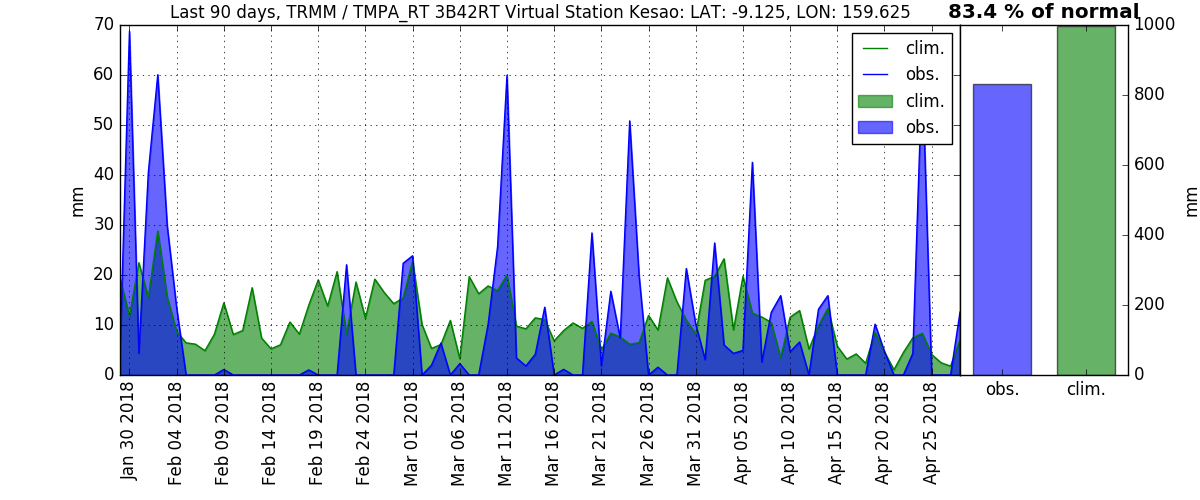 Last 90 days, TRMM / TMPA_RT 3B42RT Virtual Station Kesao: LAT: -9.125, LON: 159.625
83.4 % of normal
70
60
50
40
30
20
10
0
mm
clim.
obs.
clim.
obs.
1000
800
600
400
200
0
mm
Jan 30 2018
Feb 04 2018
Feb 09 2018
Feb 14 2018
Feb 19 2018
Feb 24 2018
Mar 01 2018
Mar 06 2018
Mar 11 2018
Mar 16 2018
Mar 21 2018
Mar 26 2018
Mar 31 2018
Apr 05 2018
Apr 10 2018
Apr 15 2018
Apr 20 2018
Apr 25 2018
obs.
clim.